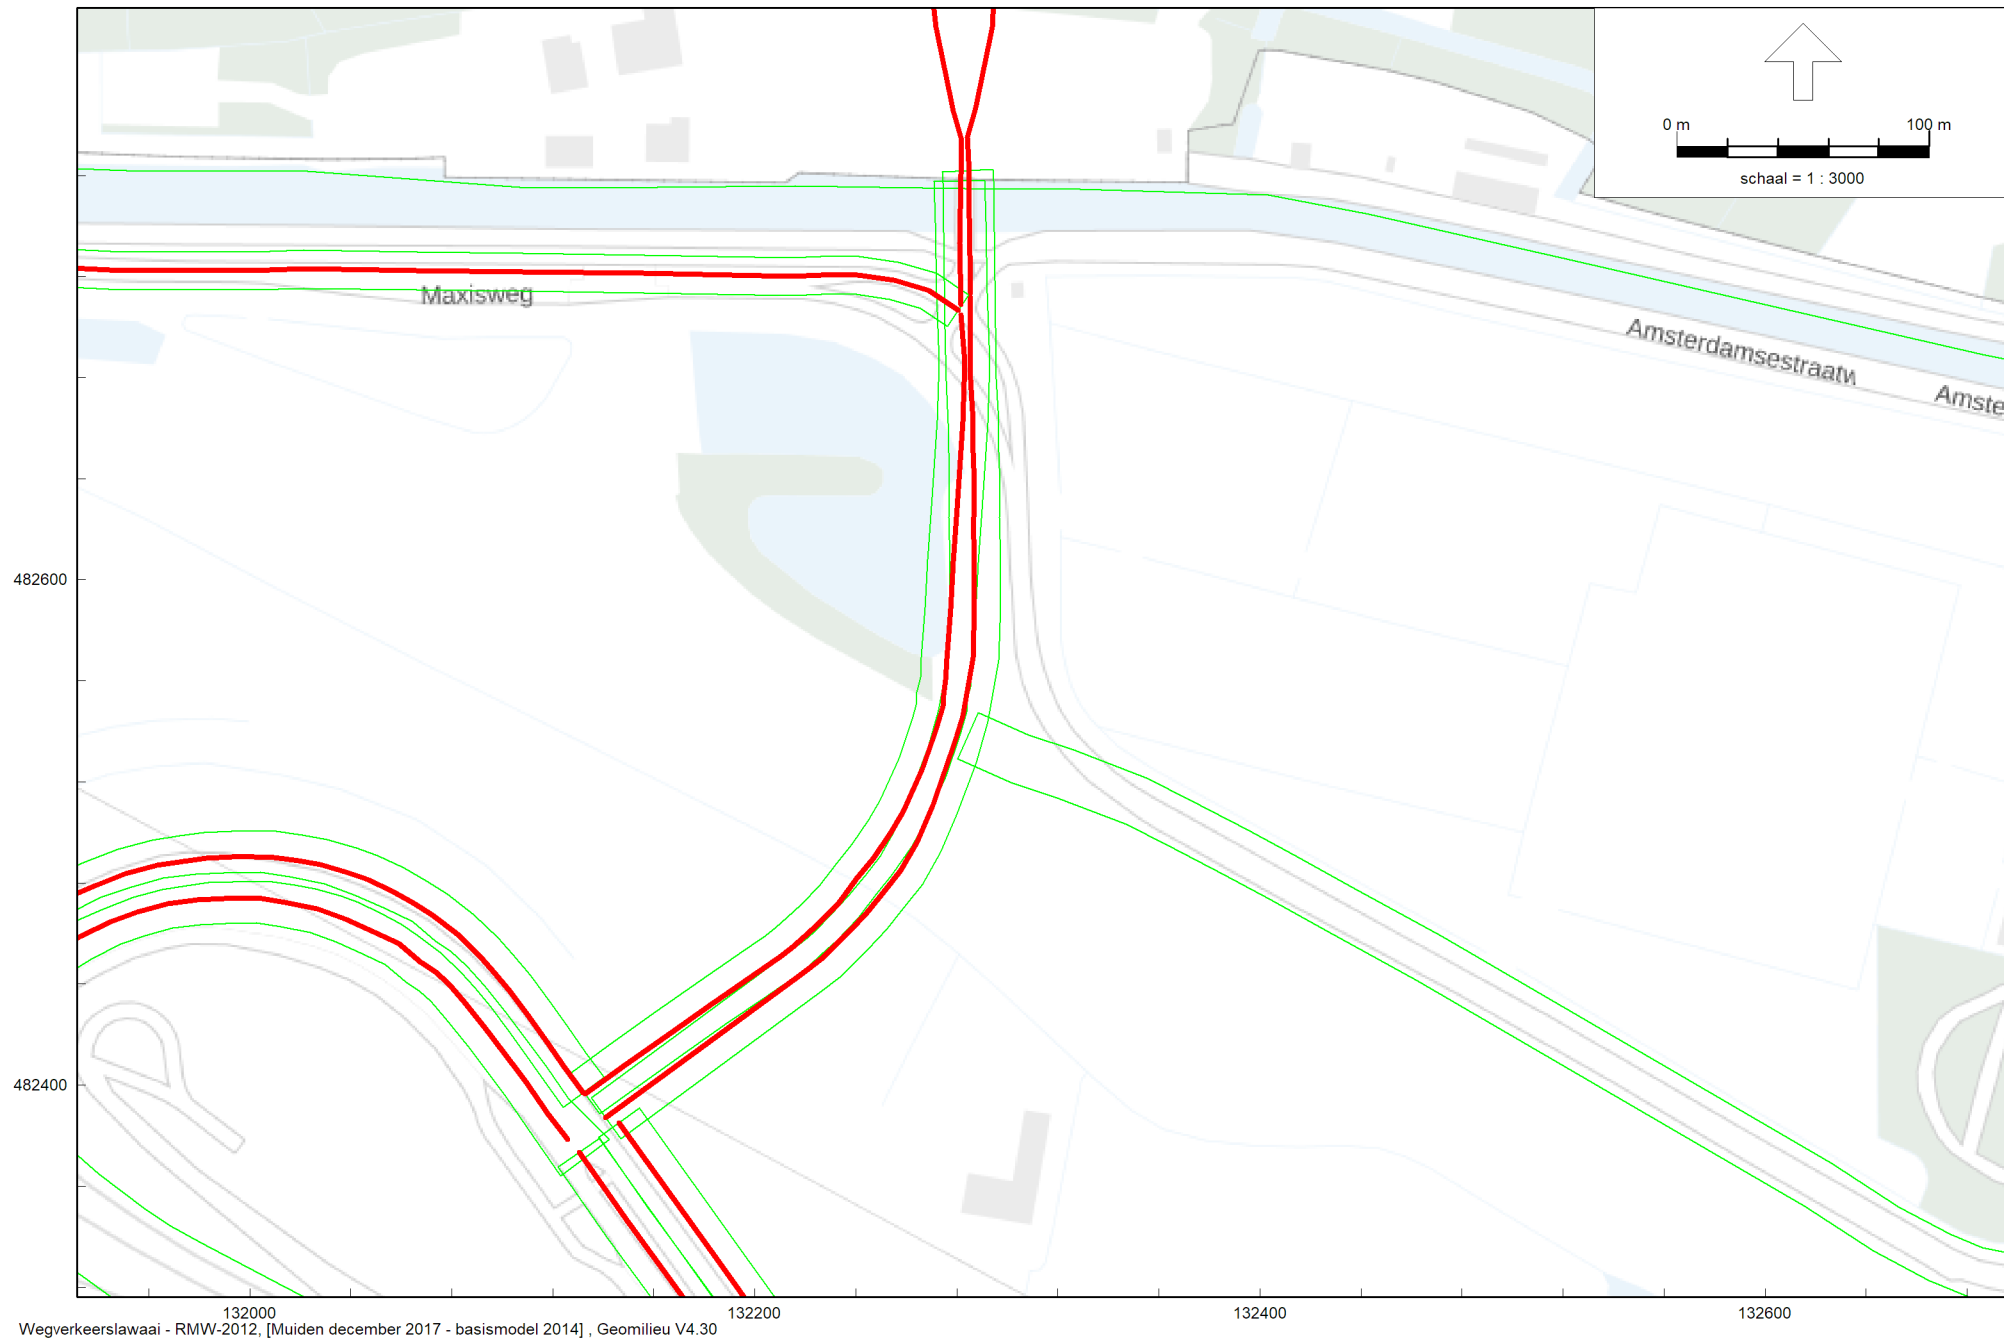 0 m 100 m
schaal = 1 : 3000
Maxisweg
Amsterdamsestraatw
Amste
482600
482400
132000 132200 132400 132600
Wegverkeerslawaai - RMW-2012, [Muiden december 2017 - basismodel 2014] , Geomilieu V4.30